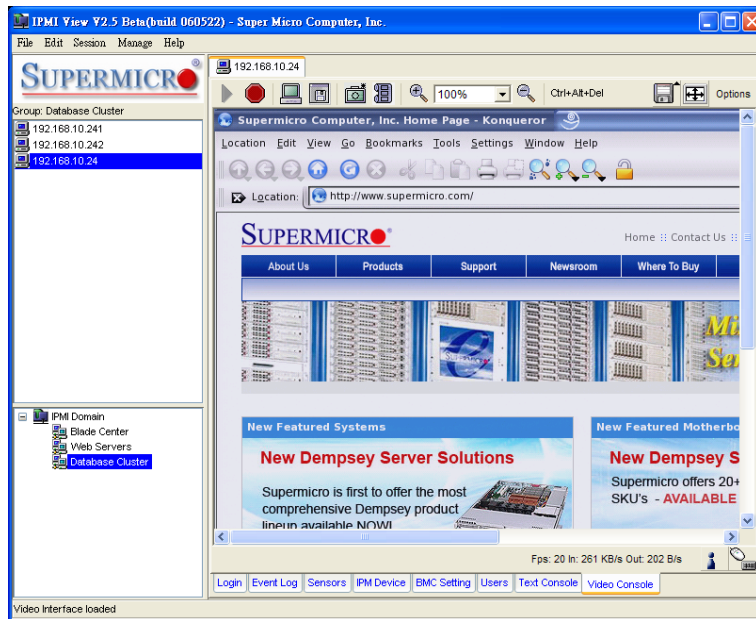 IPMI View V2.5 Beta(build 060522) - Super Micro Computer, Inc.
File Edit Session Manage Help
SUPERMICRO
Group: Database Cluster
192.168.10.241
192.168.10.242
192.168.10.24
IPMI Domain
Blade Center
Web Servers
Database Cluster
192.168.10.24
100% Ctrl+Alt+Del Options
Supermicro Computer, Inc. Home Page - Konqueror
Location Edit View Go Bookmarks Tools Settings Window Help
Location: http://www.supermicro.com/
SUPERMICRO
Home :: Contact Us ::
About Us Products Support Newsroom Where To Buy
New Featured Systems
New Dempsey Server Solutions
Supermicro is first to offer the most
comprehensive Dempsey product
lineup available NOW!
New Featured Motherbo
New Dempsey S
Supermicro offers 20+
SKU's - AVAILABLE
Fps: 20 In: 261 KB/s Out: 202 B/s
Login Event Log Sensors IPM Device BMC Setting Users Text Console Video Console
Video Interface loaded